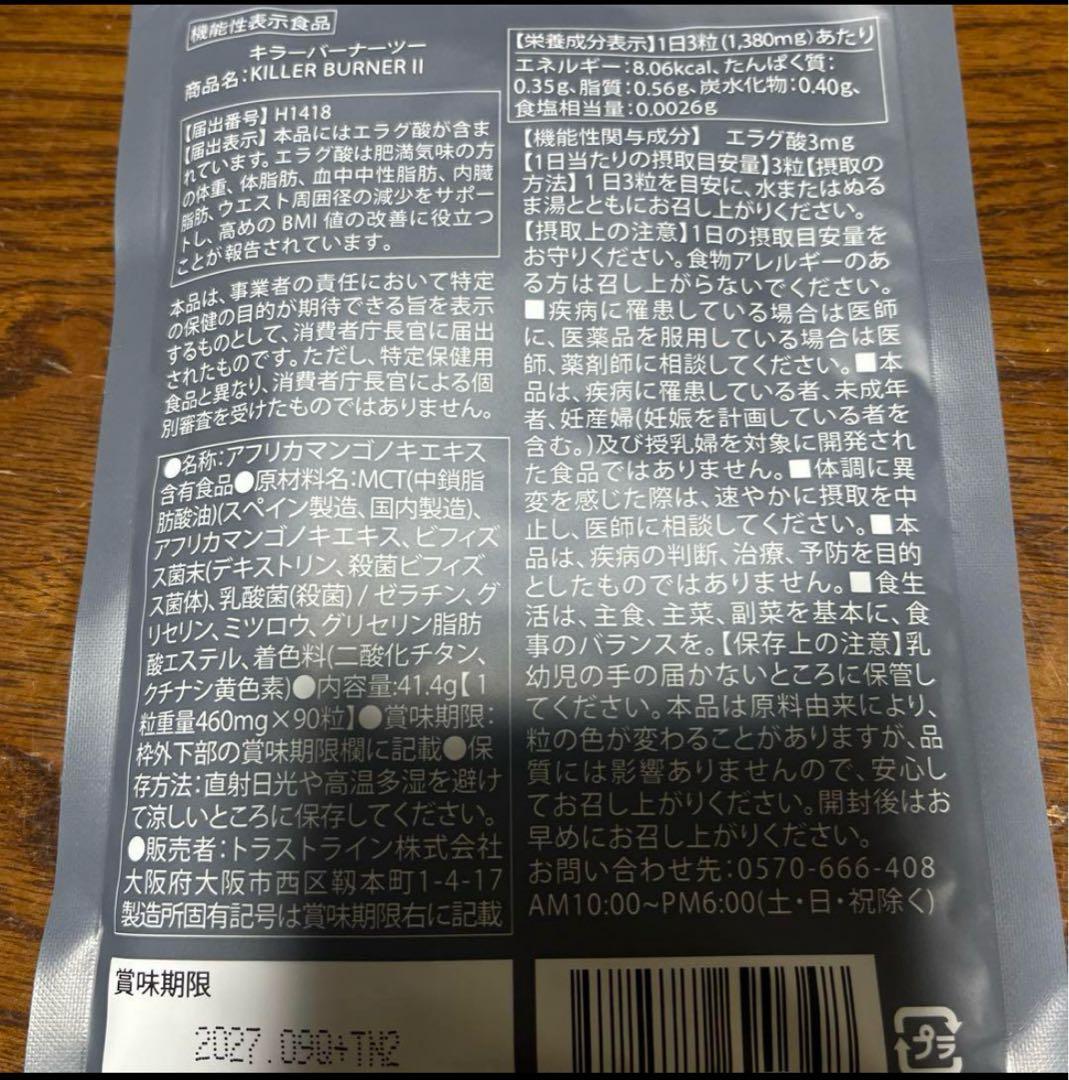 機能性表示食品
キラーバーナーツー
商品名:KILLER BURNER II
【届出番号】H1418
【届出表示】本品にはエラグ酸が含ま
れています。エラグ酸は肥満気味の方
の体重、体脂肪、血中中性脂肪、内臓
脂肪、ウエスト周囲径の減少をサポー
トし、高めのBMI値の改善に役立つ
ことが報告されています。
本品は、事業者の責任において特定
の保健の目的が期待できる旨を表示
するものとして、消費者庁長官に届出
されたものです。ただし、特定保健用
食品と異なり、消費者庁長官による個
別審査を受けたものではありません。
●名称:アフリカマンゴノキエキス
含有食品●原材料名:MCT(中鎖脂
肪酸油)(スペイン製造、国内製造)、
アフリカマンゴノキエキス、ビフィズ
ス菌末(デキストリン、殺菌ビフィズ
ス菌体)、乳酸菌(殺菌) / ゼラチン、グ
リセリン、ミツロウ、グリセリン脂肪
酸エステル、着色料(二酸化チタン、
クチナシ黄色素)●内容量:41.4g【1
粒重量460mg×90粒】●賞味期限:
枠外下部の賞味期限欄に記載●保
存方法:直射日光や高温多湿を避け
て涼しいところに保存してください。
●販売者:トラストライン株式会社
大阪府大阪市西区靱本町1-4-17
製造所固有記号は賞味期限右に記載
【栄養成分表示】1日3粒(1,380mg)あたり
エネルギー:8.06kcal、たんぱく質:
0.35g、脂質:0.56g、炭水化物:0.40g、
食塩相当量:0.0026g
【機能性関与成分】 エラグ酸3mg
【1日当たりの摂取目安量】3粒【摂取の
方法】1日3粒を目安に、水またはぬる
ま湯とともにお召し上がりください。
【摂取上の注意】1日の摂取目安量を
お守りください。食物アレルギーのあ
る方は召し上がらないでください。
■疾病に罹患している場合は医師
に、医薬品を服用している場合は医
師、薬剤師に相談してください。■本
品は、疾病に罹患している者、未成年
者、妊産婦(妊娠を計画している者を
含む。)及び授乳婦を対象に開発され
た食品ではありません。■体調に異
変を感じた際は、速やかに摂取を中
止し、医師に相談してください。■本
品は、疾病の判断、治療、予防を目的
としたものではありません。■食生
活は、主食、主菜、副菜を基本に、食
事のバランスを。【保存上の注意】乳
幼児の手の届かないところに保管し
てください。本品は原料由来により、
粒の色が変わることがありますが、品
質には影響ありませんので、安心し
てお召し上がりください。開封後はお
早めにお召し上がりください。
お問い合わせ先:0570-666-408
AM10:00~PM6:00(土・日・祝除く)
賞味期限
2027.09Q+TN2
プラ